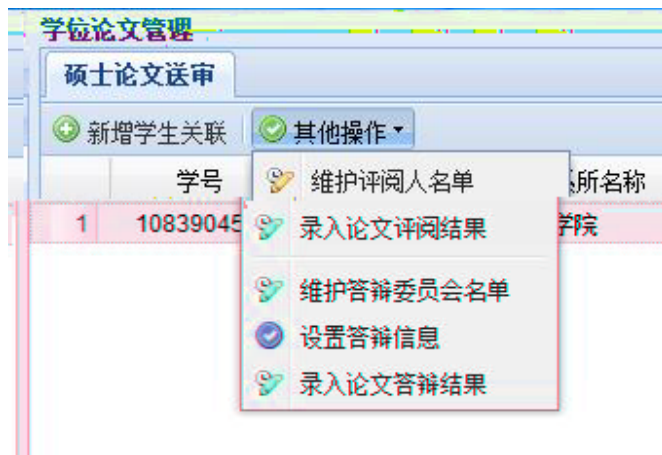 学位论文管理
硕士论文送审
新增学生关联 其他操作
学号 所名称
维护评阅人名单
1 10839045 学院
录入论文评阅结果
维护答辩委员会名单
设置答辩信息
录入论文答辩结果